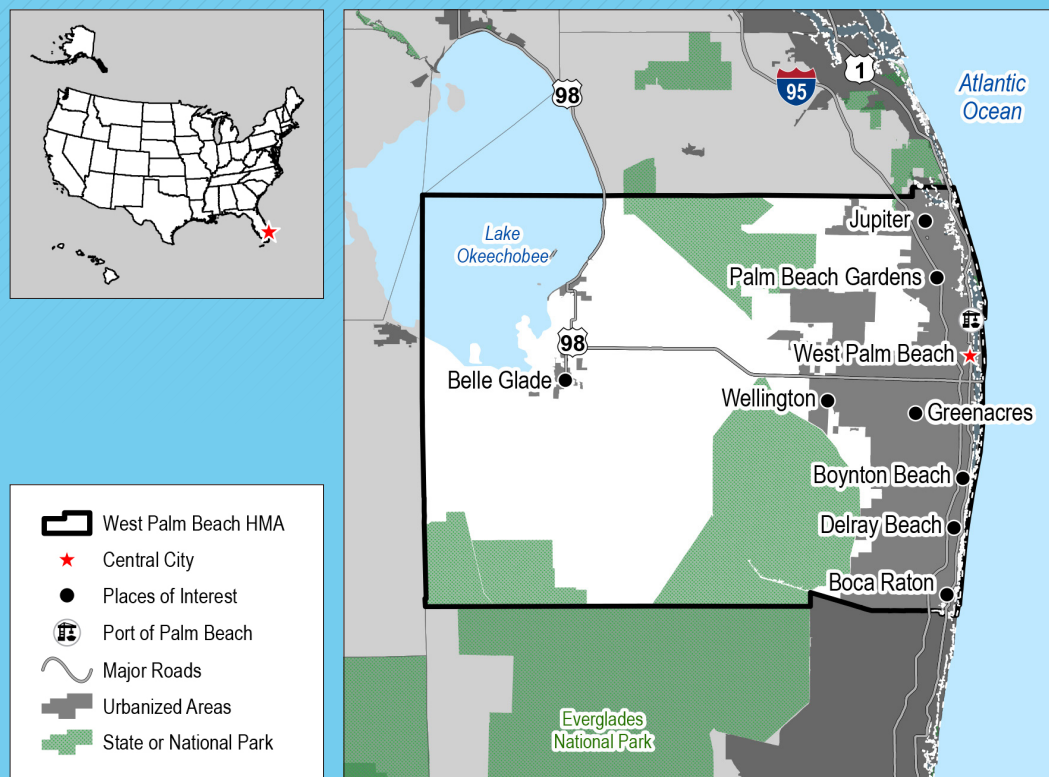 98
95
1
Atlantic
Ocean
Jupiter
Lake
Okeechobee
Palm Beach Gardens
98
West Palm Beach
Belle Glade
Wellington
Greenacres
Boynton Beach
Delray Beach
Boca Raton
Everglades
National Park
West Palm Beach HMA
Central City
Places of Interest
Port of Palm Beach
Major Roads
Urbanized Areas
State or National Park